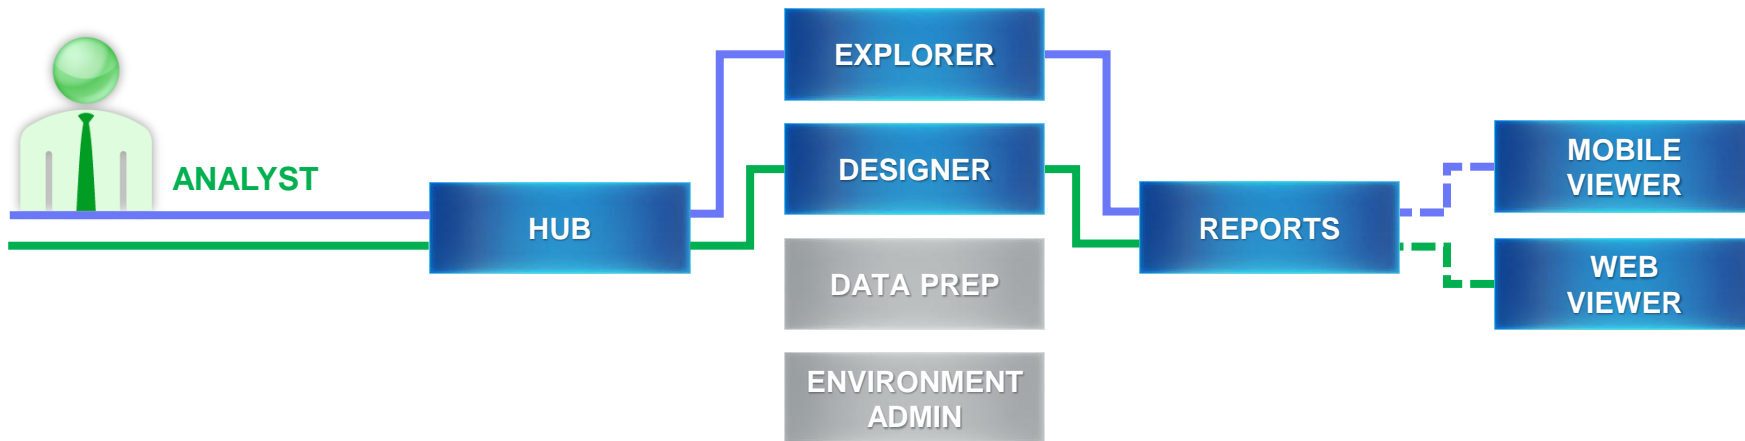 ANALYST
HUB
EXPLORER
DESIGNER
DATA PREP
ENVIRONMENT
ADMIN
REPORTS
MOBILE
VIEWER
WEB
VIEWER